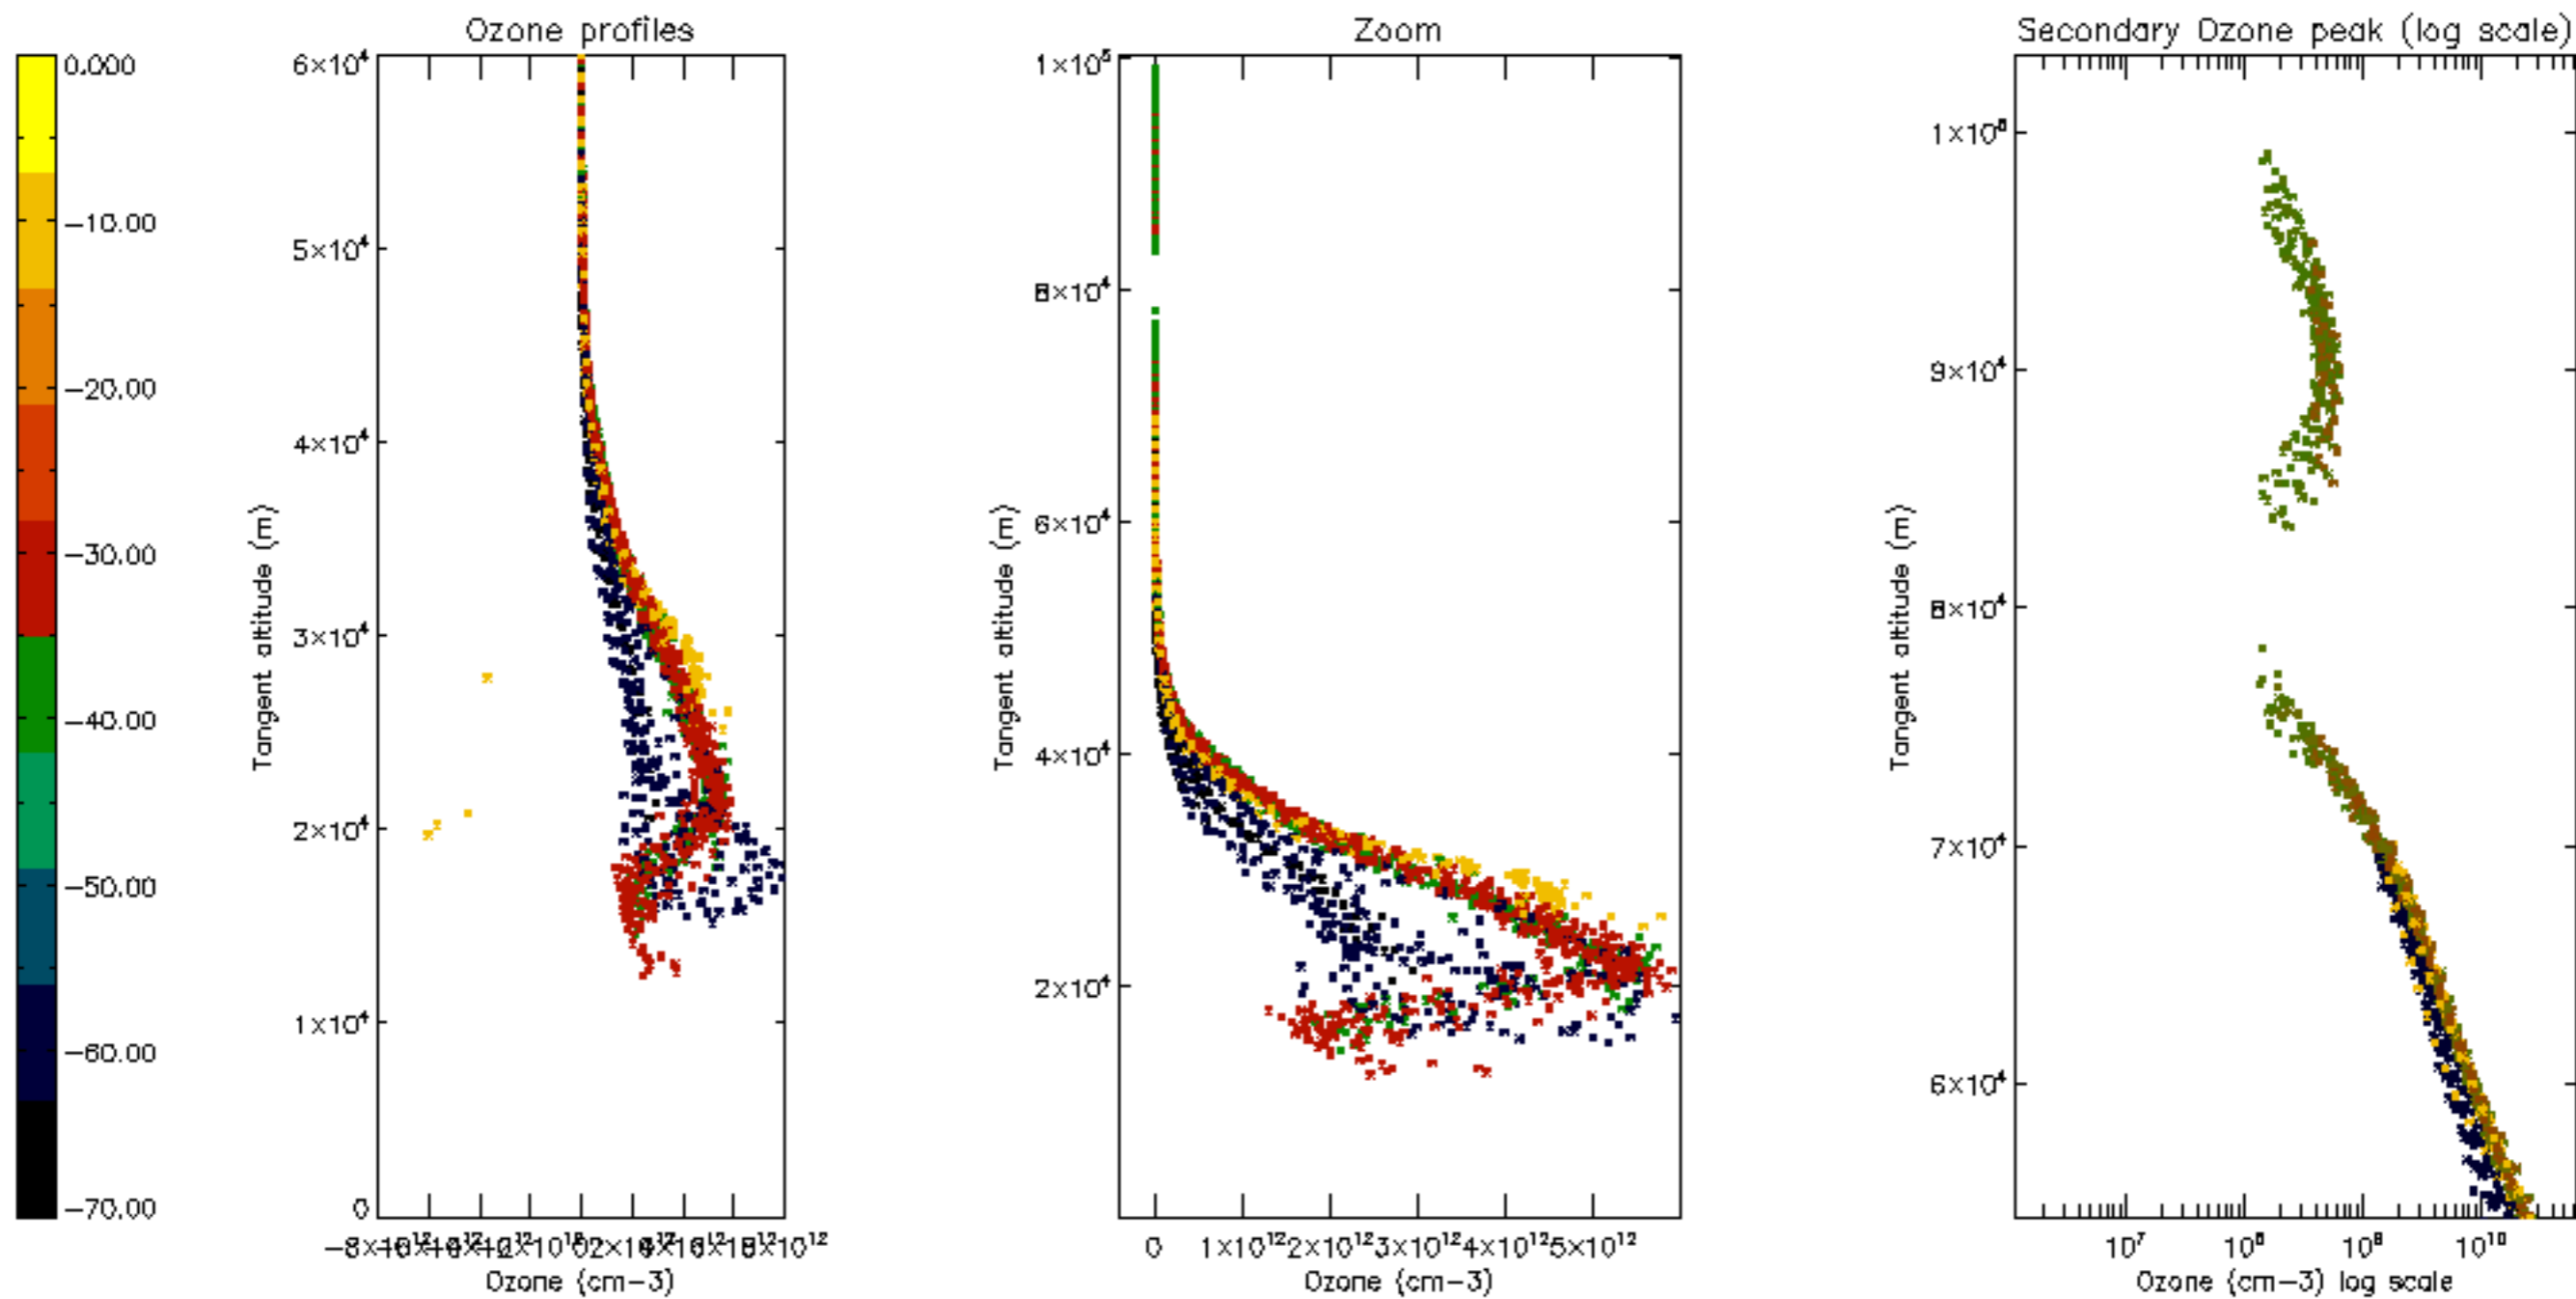 Ozone profiles
Zoom
Secondary Ozone peak (log scale)
0.000
-10.00
-20.00
-30.00
-40.00
-50.00
-60.00
-70.00
6×10⁴
5×10⁴
4×10⁴
3×10⁴
2×10⁴
1×10⁴
0
Tangent altitude (m)
Ozone (cm-3)
1×10⁵
8×10⁴
6×10⁴
4×10⁴
2×10⁴
Tangent altitude (m)
0 1×10¹² 2×10¹² 3×10¹² 4×10¹² 5×10¹²
Ozone (cm-3)
9×10⁴
8×10⁴
7×10⁴
6×10⁴
Tangent altitude (m)
10⁷ 10⁸ 10⁹ 10¹⁰
Ozone (cm-3) log scale